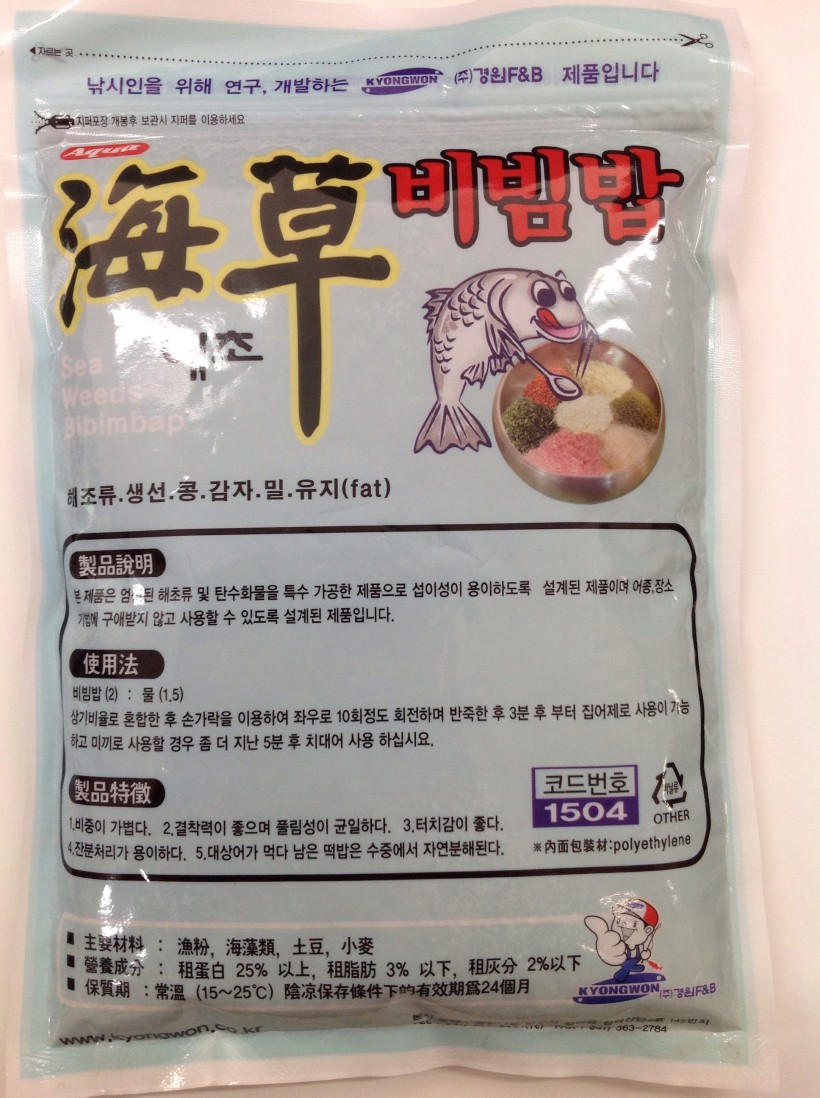 자르는 곳
낚시인을 위해 연구, 개발하는 KYONGWON (주)경원F&B 제품입니다
지퍼포장 개봉후 보관시 지퍼를 이용하세요
Aqua
海草 비빔밥
해초
Sea
Weeds
Bibimbap
해조류.생선.콩.감자.밀.유지(fat)
製品說明
본 제품은 엄선된 해초류 및 탄수화물을 특수 가공한 제품으로 섭이성이 용이하도록 설계된 제품이며 어종,장소
기법에 구애받지 않고 사용할 수 있도록 설계된 제품입니다.
使用法
비빔밥 (2) : 물 (1.5)
상기비율로 혼합한 후 손가락을 이용하여 좌우로 10회정도 회전하며 반죽한 후 3분 후 부터 집어제로 사용이 가능
하고 미끼로 사용할 경우 좀 더 지난 5분 후 치대어 사용 하십시요.
製品特徵
1.비중이 가볍다. 2.결착력이 좋으며 풀림성이 균일하다. 3.터치감이 좋다.
4.잔분처리가 용이하다. 5.대상어가 먹다 남은 떡밥은 수중에서 자연분해된다.
코드번호
1504
비닐류
OTHER
※內面包裝材:polyethylene
■ 主要材料 : 漁粉, 海藻類, 土豆, 小麥
■ 營養成分 : 租蛋白 25% 以上, 租脂肪 3% 以下, 租灰分 2%以下
■ 保質期 : 常溫 (15~25℃) 陰凉保存條件下的有效期爲24個月
KYONGWON (주)경원F&B
www.kyongwon.co.kr
363-2784